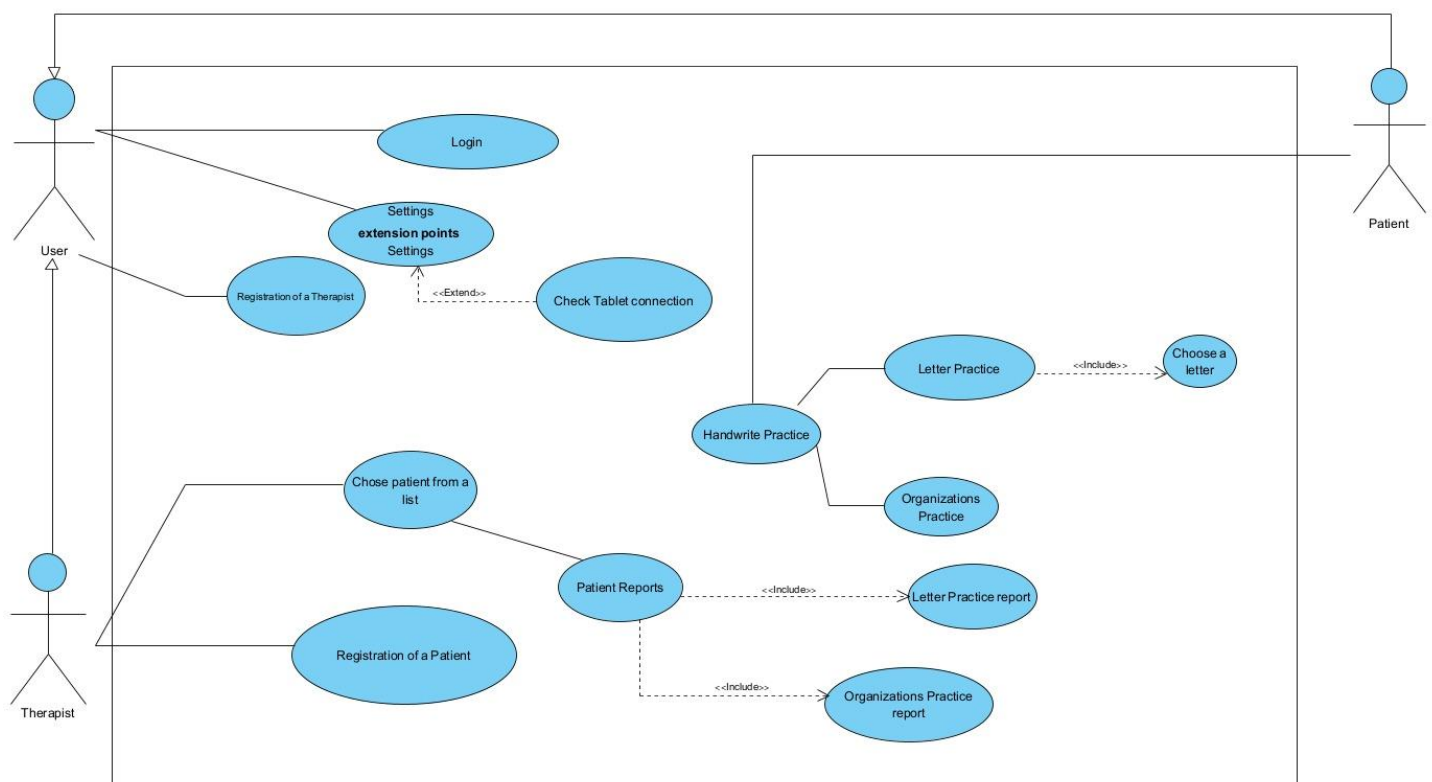 Login
Settings
extension points
Settings
User
Patient
Registration of a Therapist
<<Extend>>
Check Tablet connection
Letter Practice
<<Include>>
Choose a
letter
Handwrite Practice
Chose patient from a
list
Organizations
Practice
Patient Reports
<<Include>>
Letter Practice report
Registration of a Patient
<<Include>>
Organizations Practice
report
Therapist